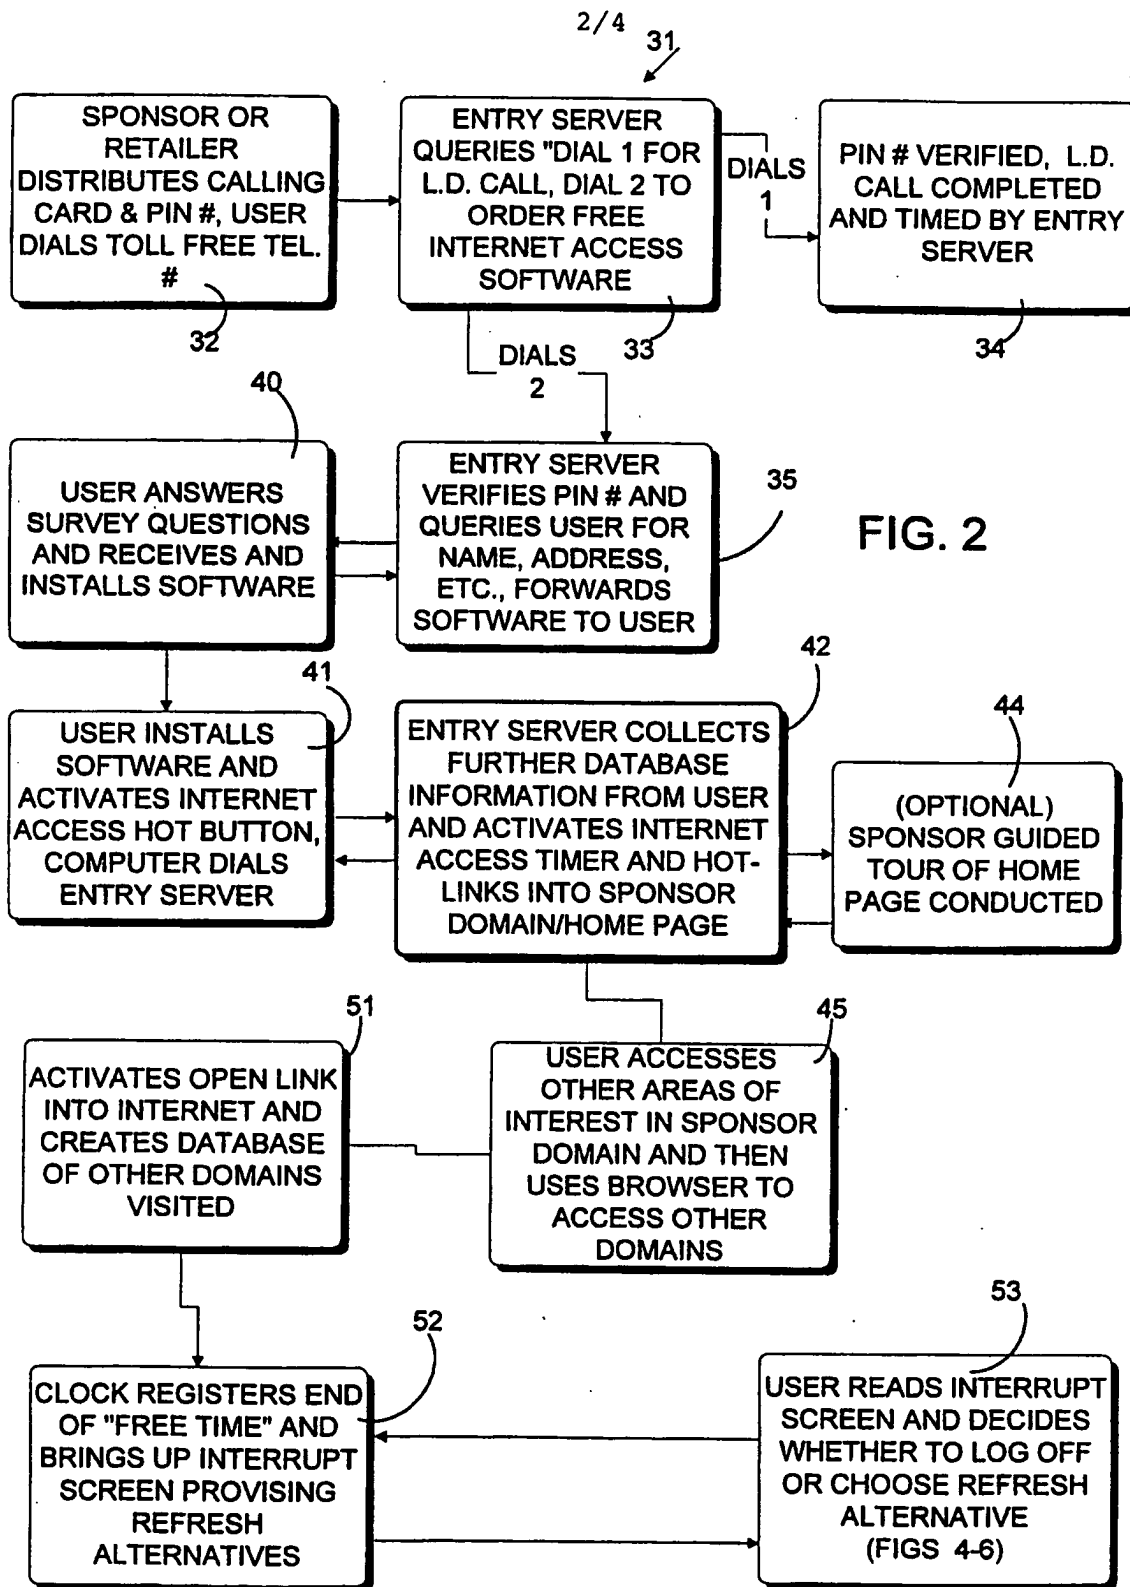 2/4
31
SPONSOR OR
RETAILER
DISTRIBUTES CALLING
CARD & PIN #, USER
DIALS TOLL FREE TEL.
#
32
ENTRY SERVER
QUERIES "DIAL 1 FOR
L.D. CALL, DIAL 2 TO
ORDER FREE
INTERNET ACCESS
SOFTWARE
33
DIALS
1
PIN # VERIFIED, L.D.
CALL COMPLETED
AND TIMED BY ENTRY
SERVER
34
DIALS
2
40
USER ANSWERS
SURVEY QUESTIONS
AND RECEIVES AND
INSTALLS SOFTWARE
ENTRY SERVER
VERIFIES PIN # AND
QUERIES USER FOR
NAME, ADDRESS,
ETC., FORWARDS
SOFTWARE TO USER
35
FIG. 2
41
USER INSTALLS
SOFTWARE AND
ACTIVATES INTERNET
ACCESS HOT BUTTON,
COMPUTER DIALS
ENTRY SERVER
42
ENTRY SERVER COLLECTS
FURTHER DATABASE
INFORMATION FROM USER
AND ACTIVATES INTERNET
ACCESS TIMER AND HOT-
LINKS INTO SPONSOR
DOMAIN/HOME PAGE
44
(OPTIONAL)
SPONSOR GUIDED
TOUR OF HOME
PAGE CONDUCTED
51
ACTIVATES OPEN LINK
INTO INTERNET AND
CREATES DATABASE
OF OTHER DOMAINS
VISITED
45
USER ACCESSES
OTHER AREAS OF
INTEREST IN SPONSOR
DOMAIN AND THEN
USES BROWSER TO
ACCESS OTHER
DOMAINS
52
CLOCK REGISTERS END
OF "FREE TIME" AND
BRINGS UP INTERRUPT
SCREEN PROVISING
REFRESH
ALTERNATIVES
53
USER READS INTERRUPT
SCREEN AND DECIDES
WHETHER TO LOG OFF
OR CHOOSE REFRESH
ALTERNATIVE
(FIGS 4-6)